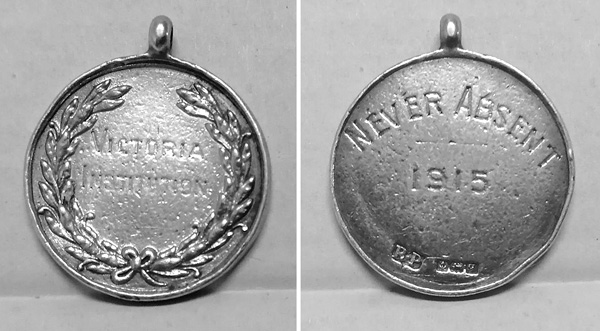 VICTORIA
INSTITUTION
NEVER ABSENT
1915